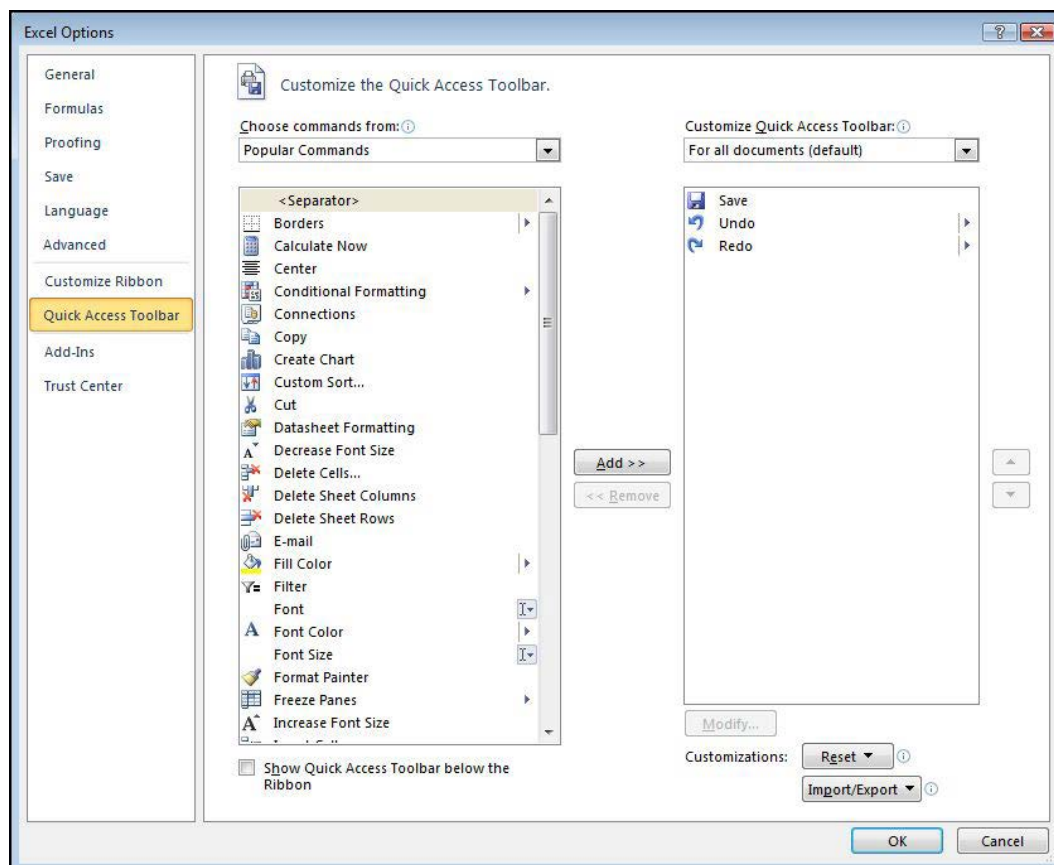 Excel Options
General
Formulas
Proofing
Save
Language
Advanced
Customize Ribbon
Quick Access Toolbar
Add-Ins
Trust Center
Customize the Quick Access Toolbar.
Choose commands from:
Popular Commands
<Separator>
Borders
Calculate Now
Center
Conditional Formatting
Connections
Copy
Create Chart
Custom Sort...
Cut
Datasheet Formatting
Decrease Font Size
Delete Cells...
Delete Sheet Columns
Delete Sheet Rows
E-mail
Fill Color
Filter
Font
Font Color
Font Size
Format Painter
Freeze Panes
Increase Font Size
Show Quick Access Toolbar below the
Ribbon
Add >>
<< Remove
Customize Quick Access Toolbar:
For all documents (default)
Save
Undo
Redo
Modify...
Customizations:
Reset
Import/Export
OK
Cancel